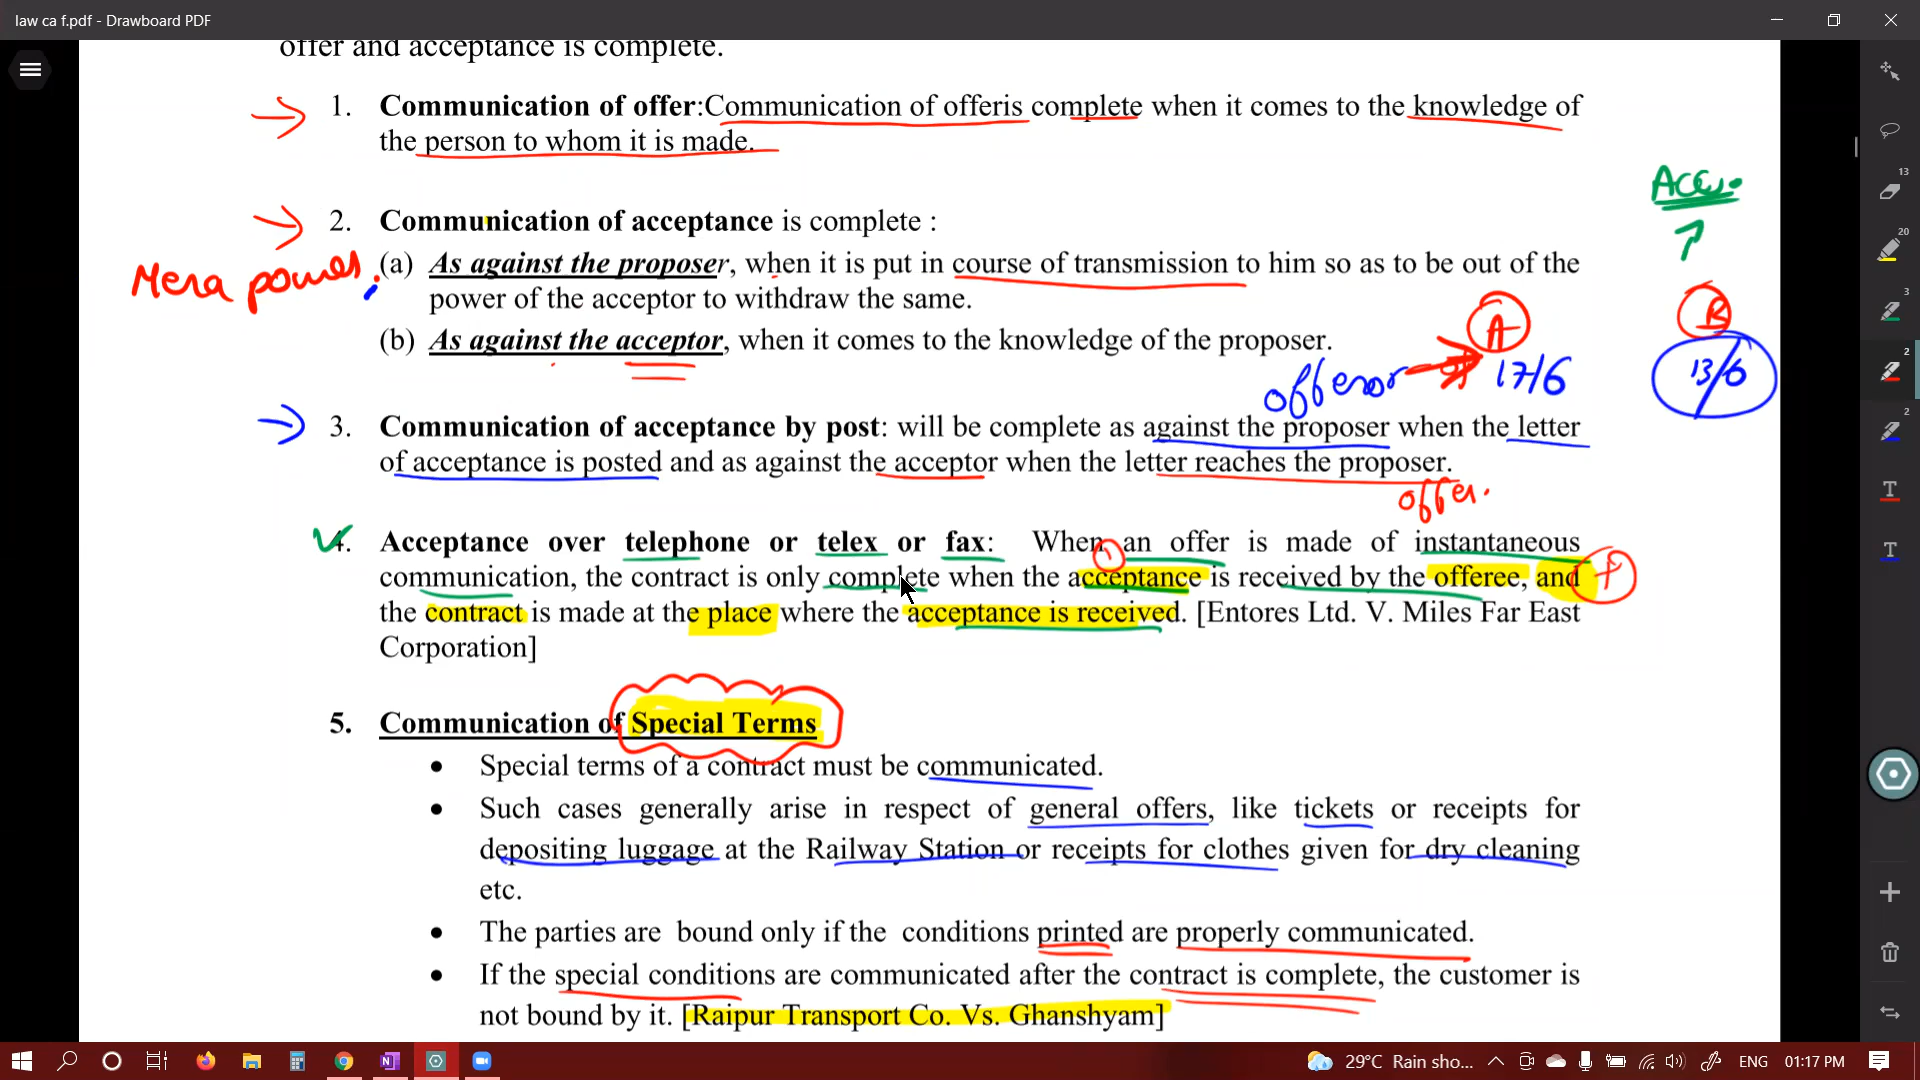 law ca f.pdf - Drawboard PDF
offer and acceptance is complete.
1. Communication of offer:Communication of offeris complete when it comes to the knowledge of
the person to whom it is made.
2. Communication of acceptance is complete :
(a) As against the proposer, when it is put in course of transmission to him so as to be out of the
power of the acceptor to withdraw the same.
(b) As against the acceptor, when it comes to the knowledge of the proposer.
Mera power
A
B
offeror
17/6
13/6
3. Communication of acceptance by post: will be complete as against the proposer when the letter
of acceptance is posted and as against the acceptor when the letter reaches the proposer.
offer.
4. Acceptance over telephone or telex or fax: When an offer is made of instantaneous
communication, the contract is only complete when the acceptance is received by the offeree, and
the contract is made at the place where the acceptance is received. [Entores Ltd. V. Miles Far East
Corporation]
5. Communication of Special Terms
• Special terms of a contract must be communicated.
• Such cases generally arise in respect of general offers, like tickets or receipts for
depositing luggage at the Railway Station or receipts for clothes given for dry cleaning
etc.
• The parties are bound only if the conditions printed are properly communicated.
• If the special conditions are communicated after the contract is complete, the customer is
not bound by it. [Raipur Transport Co. Vs. Ghanshyam]
13
20
3
2
2
T
T
29°C Rain sho...
ENG
01:17 PM